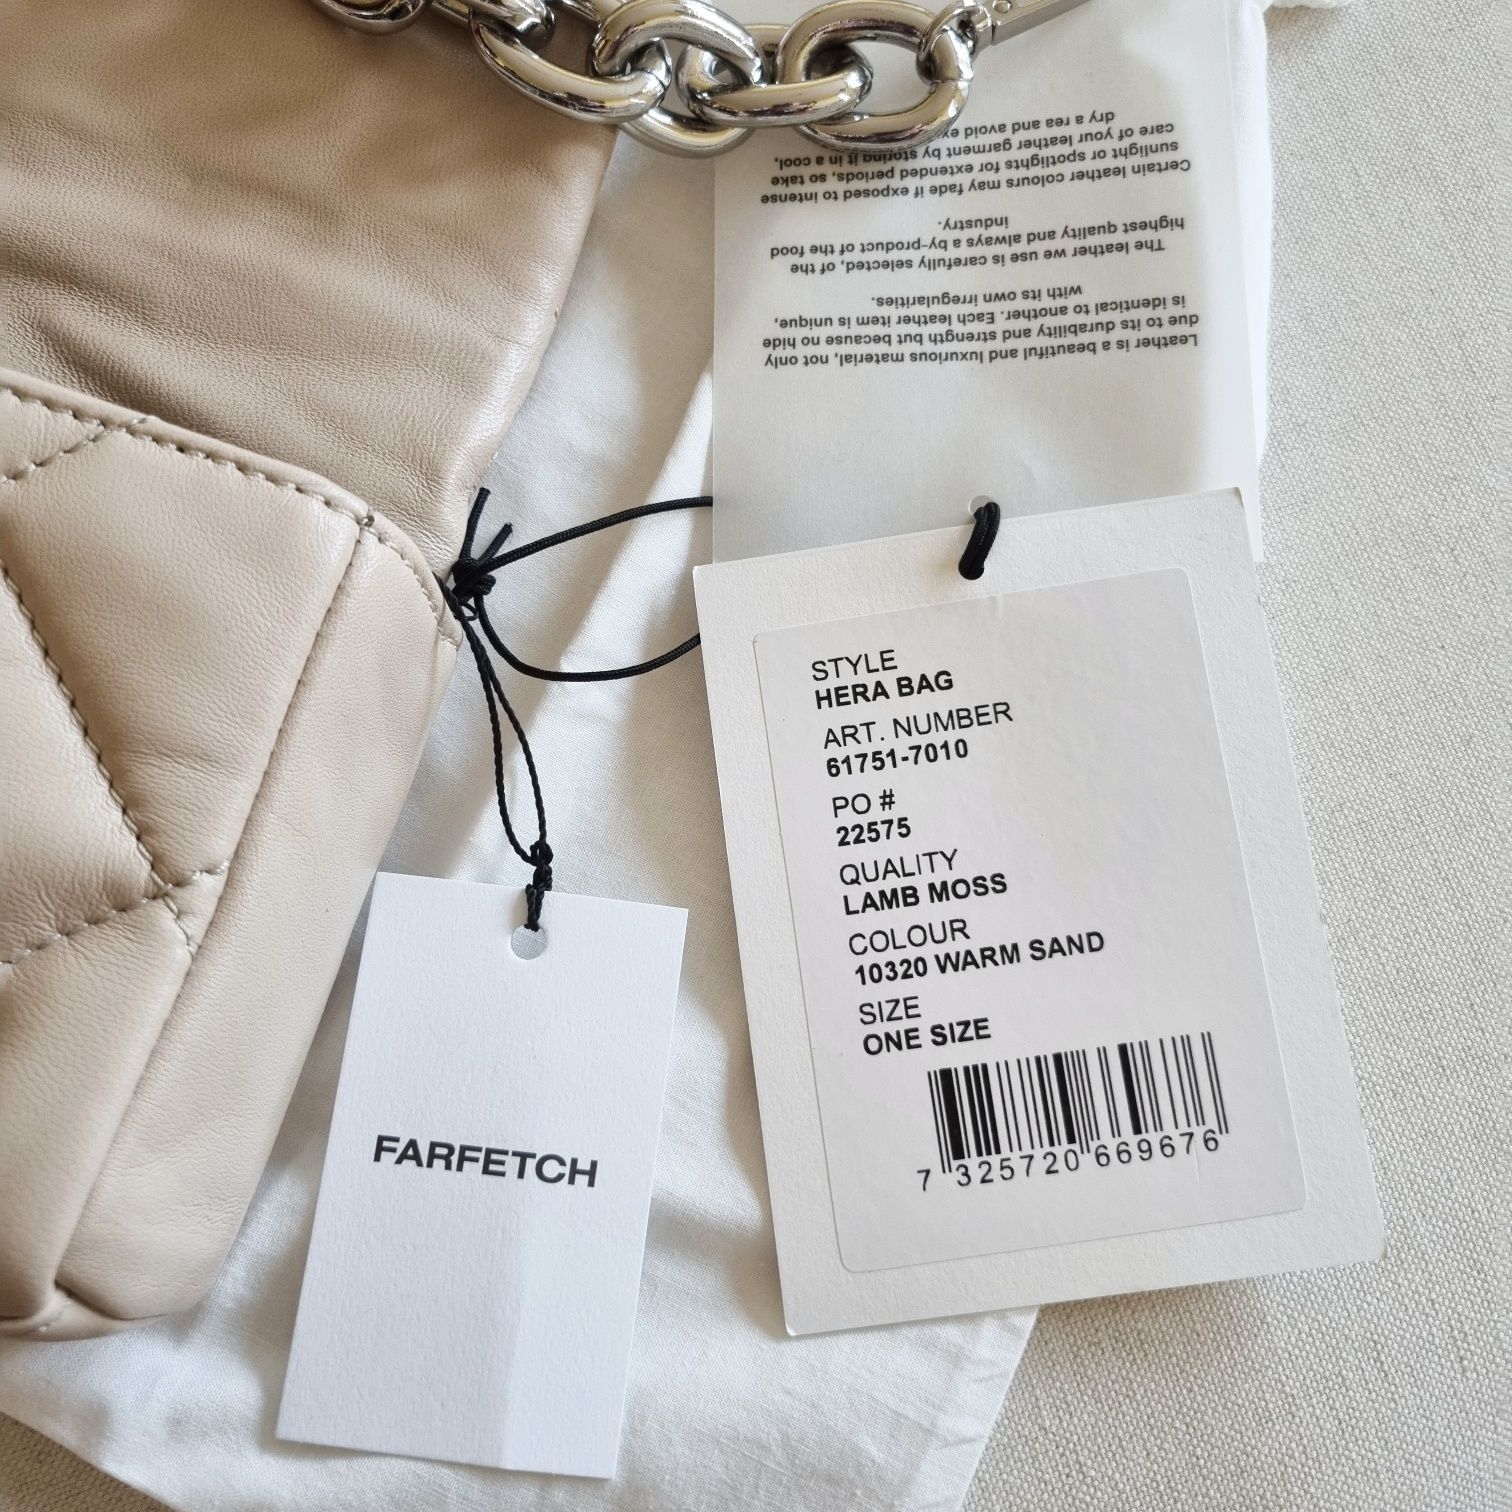 Leather is a beautiful and luxurious material, not only
due to its durability and strength but because no hide
is identical to another. Each leather item is unique,
with its own irregularities.
The leather we use is carefully selected, of the
highest quality and always a by-product of the food
industry.
Certain leather colours may fade if exposed to intense
sunlight or spotlights for extended periods, so take
care of your leather garment by storing it in a cool,
dry a rea and avoid
STYLE
HERA BAG
ART. NUMBER
61751-7010
PO #
22575
QUALITY
LAMB MOSS
COLOUR
10320 WARM SAND
SIZE
ONE SIZE
7 325720 669676
FARFETCH